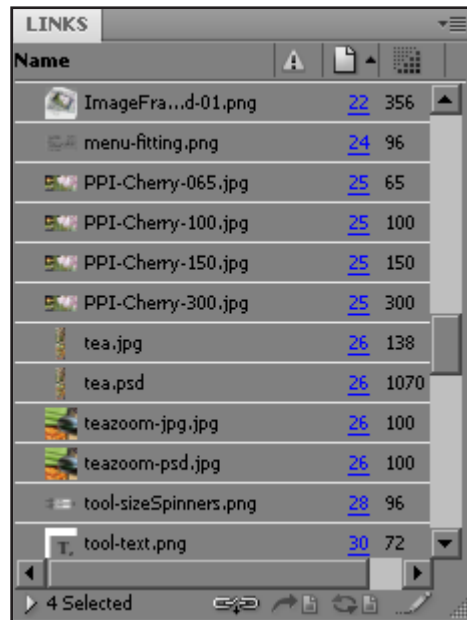 LINKS
Name
ImageFra...d-01.png 22 356
menu-fitting.png 24 96
PPI-Cherry-065.jpg 25 65
PPI-Cherry-100.jpg 25 100
PPI-Cherry-150.jpg 25 150
PPI-Cherry-300.jpg 25 300
tea.jpg 26 138
tea.psd 26 1070
teazoom-jpg.jpg 26 100
teazoom-psd.jpg 26 100
tool-sizeSpinners.png 28 96
T, tool-text.png 30 72
4 Selected